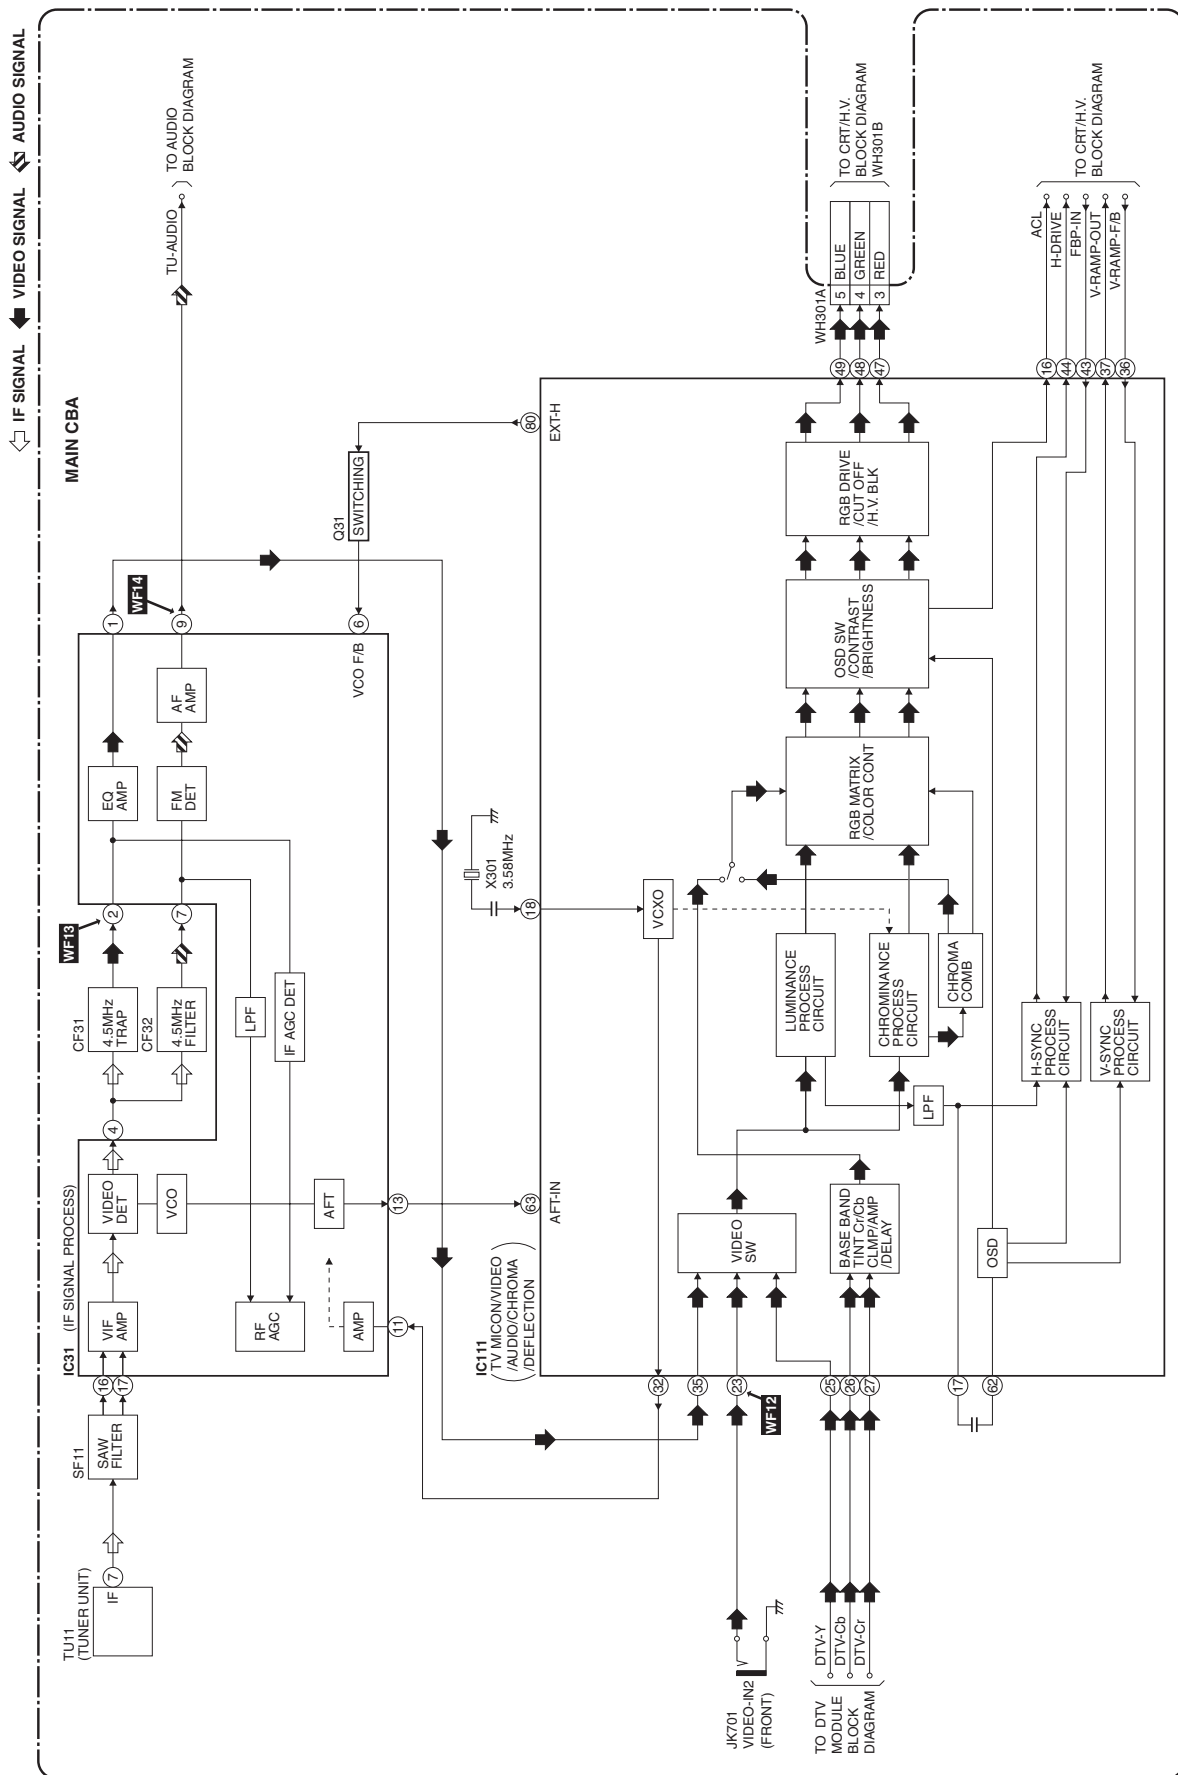 IF SIGNAL
VIDEO SIGNAL
AUDIO SIGNAL
MAIN CBA
TU11
(TUNER UNIT)
IF
7
SF11
SAW
FILTER
16
17
IC31
(IF SIGNAL PROCESS)
VIF
AMP
VIDEO
DET
VCO
4
CF31
4.5MHz
TRAP
CF32
4.5MHz
FILTER
WF13
2
7
EQ
AMP
FM
DET
AF
AMP
1
9
WF14
TU-AUDIO
TO AUDIO
BLOCK DIAGRAM
RF
AGC
LPF
IF AGC DET
AFT
13
AMP
11
VCO F/B
6
Q31
SWITCHING
80
EXT-H
X301
3.58MHz
18
63
AFT-IN
IC111
TV MICON/VIDEO
/AUDIO/CHROMA
/DEFLECTION
32
35
23
WF12
25
26
27
17
62
JK701
VIDEO-IN2
(FRONT)
TO DTV
MODULE
BLOCK
DIAGRAM
DTV-Y
DTV-Cb
DTV-Cr
VCXO
VIDEO
SW
BASE BAND
TINT Cr/Cb
CLMP/AMP
/DELAY
OSD
LUMINANCE
PROCESS
CIRCUIT
CHROMINANCE
PROCESS
CIRCUIT
LPF
CHROMA
COMB
H-SYNC
PROCESS
CIRCUIT
V-SYNC
PROCESS
CIRCUIT
RGB MATRIX
/COLOR CONT
OSD SW
/CONTRAST
/BRIGHTNESS
RGB DRIVE
/CUT OFF
/H.V. BLK
49
48
47
WH301A
5 BLUE
4 GREEN
3 RED
TO CRT/H.V.
BLOCK DIAGRAM
WH301B
16
44
43
37
36
ACL
H-DRIVE
FBP-IN
V-RAMP-OUT
V-RAMP-F/B
TO CRT/H.V.
BLOCK DIAGRAM